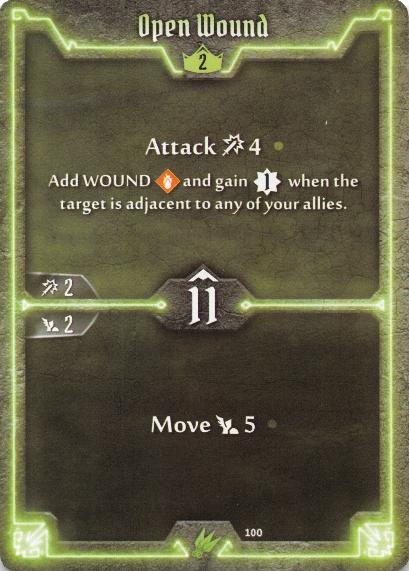 Open Wound
2
Attack 4
Add WOUND and gain 1 when the
target is adjacent to any of your allies.
2
11
2
Move 5
100